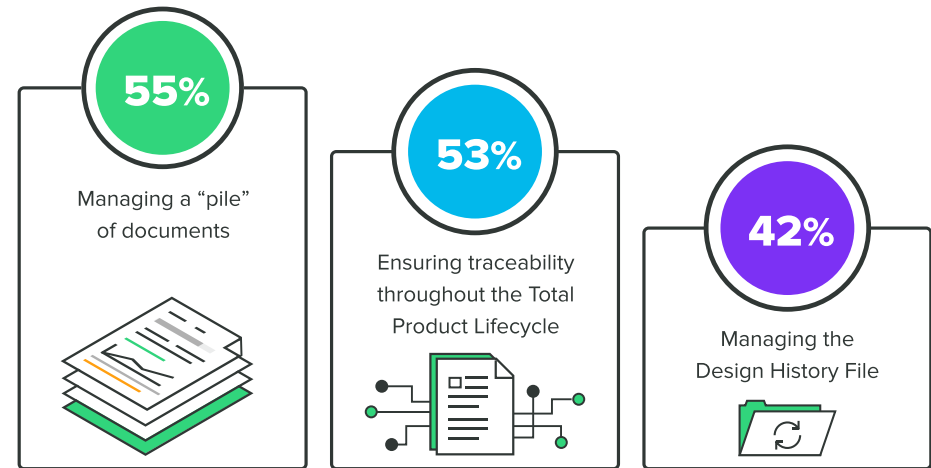 55%
Managing a “pile”
of documents
53%
Ensuring traceability
throughout the Total
Product Lifecycle
42%
Managing the
Design History File